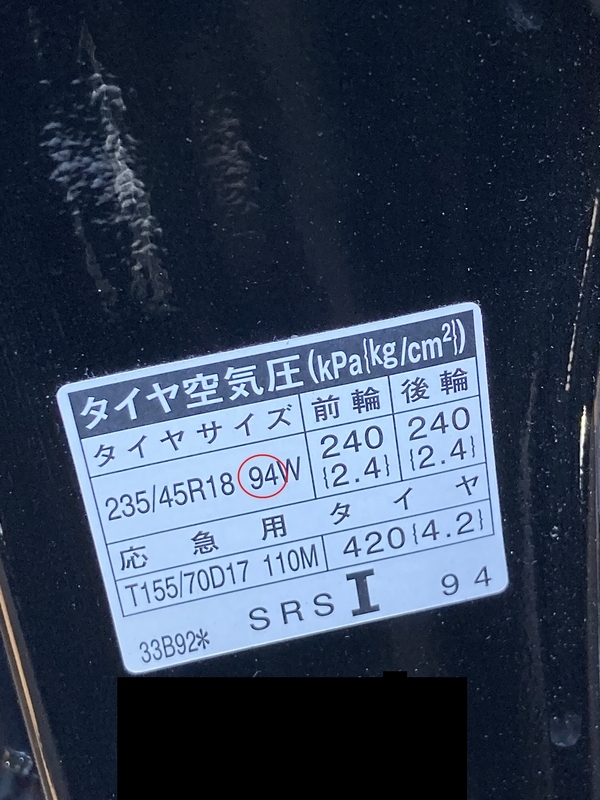 タイヤ空気圧(kPa{kg/cm²})
タイヤサイズ 前輪 後輪
235/45R18 94W 240 {2.4} 240 {2.4}
応急用タイヤ
T155/70D17 110M 420{4.2}
33B92* SRS I 94